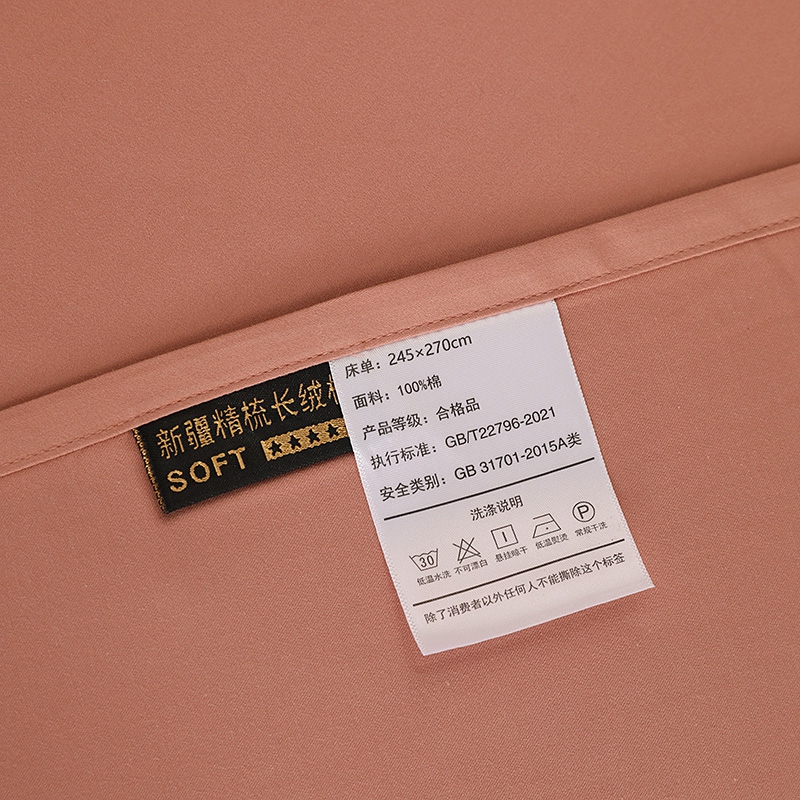 新疆精梳长绒
SOFT
床单：245×270cm
面料：100%棉
产品等级：合格品
执行标准：GB/T22796-2021
安全类别：GB 31701-2015A类
洗涤说明
30
低温水洗 不可漂白 悬挂晾干 低温熨烫 常规干洗
P
除了消费者以外任何人不能撕除这个标签